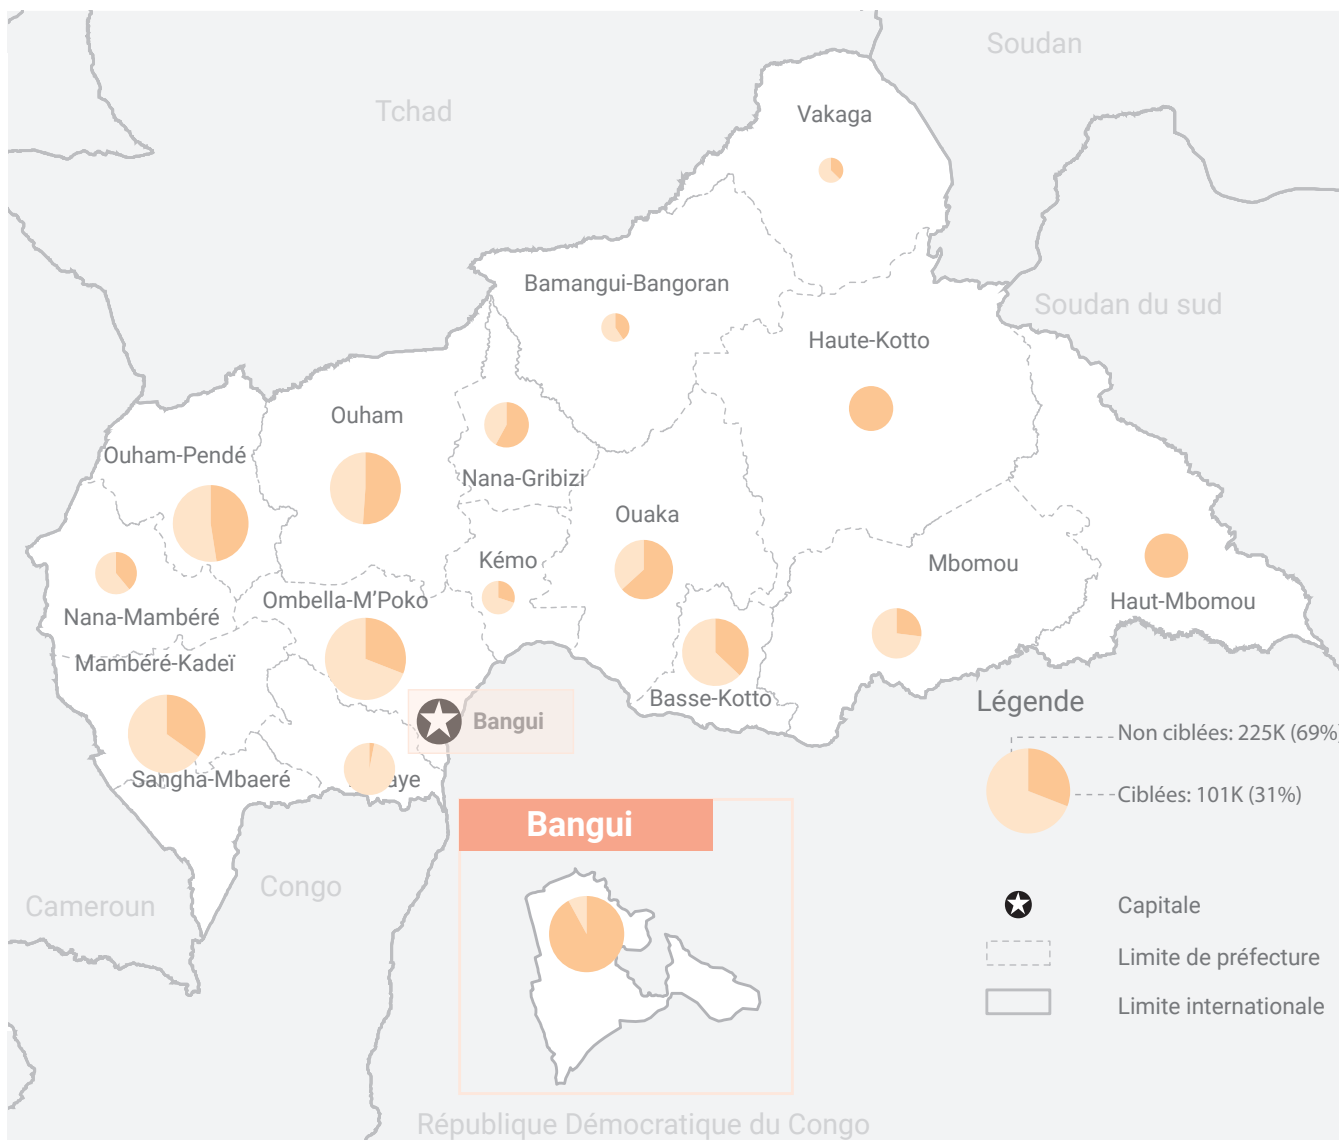 Soudan
Tchad
Vakaga
Bamangui-Bangoran
Soudan du sud
Haute-Kotto
Ouham
Ouham-Pendé
Nana-Gribizi
Ouaka
Kémo
Mbomou
Ombella-M'Poko
Haut-Mbomou
Nana-Mambéré
Mambéré-Kadeï
Basse-Kotto
Bangui
Sangha-Mbaeré
aye
Légende
Non ciblées: 225K (69%)
Ciblées: 101K (31%)
Bangui
Congo
Cameroun
Capitale
Limite de préfecture
Limite internationale
République Démocratique du Congo